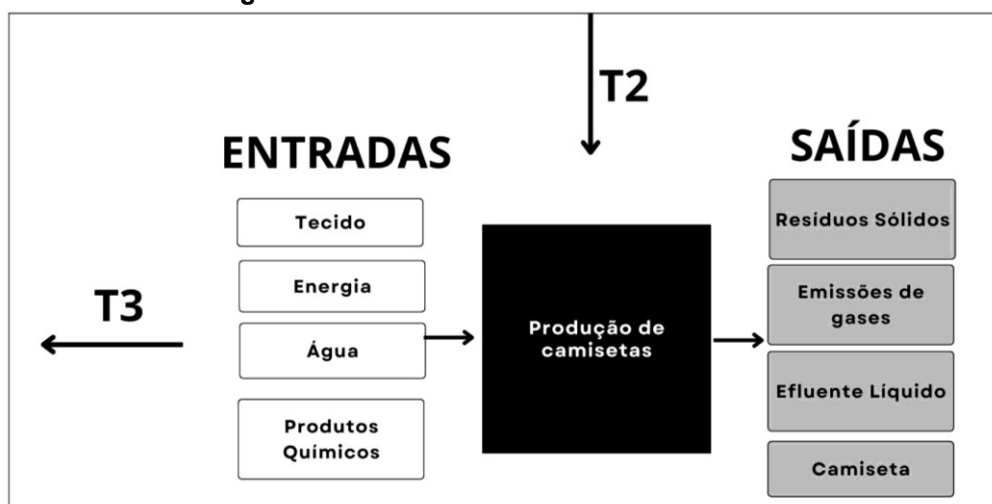 g
T2
ENTRADAS
SAÍDAS
Tecido
Energia
Água
Produtos
Químicos
T3
Produção de
camisetas
Resíduos Sólidos
Emissões de
gases
Efluente Líquido
Camiseta